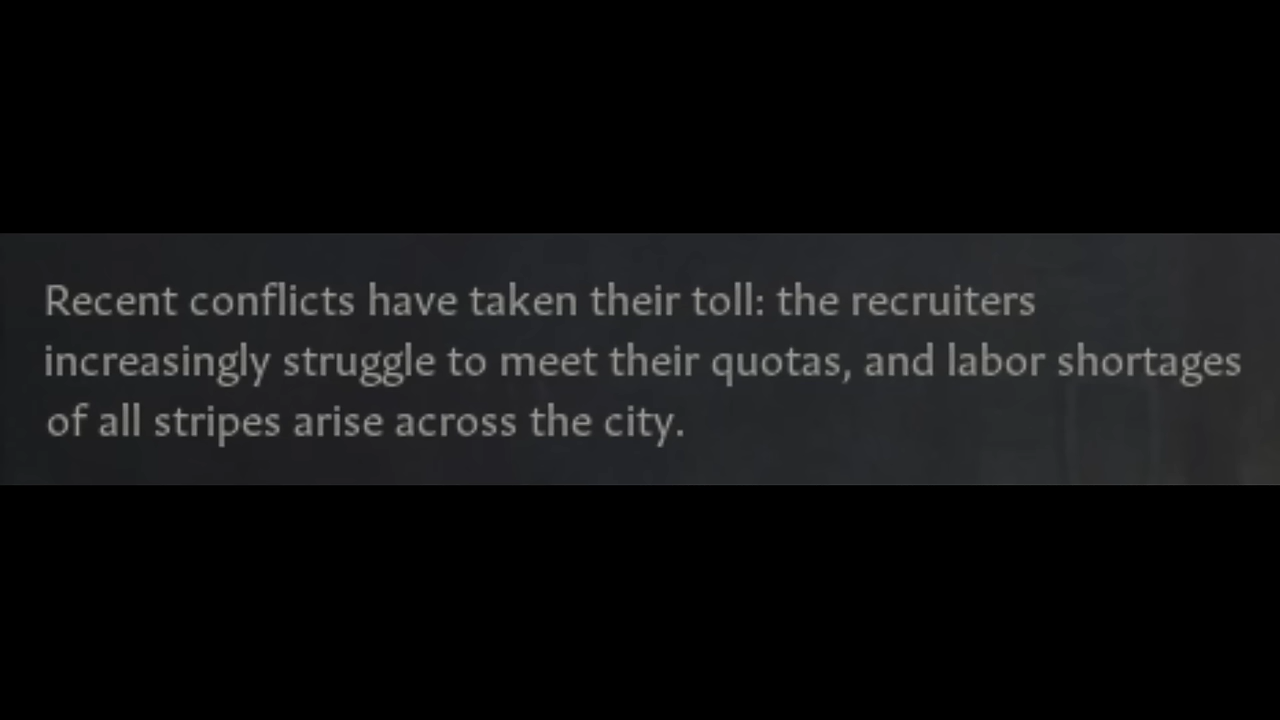 Recent conflicts have taken their toll: the recruiters
increasingly struggle to meet their quotas, and labor shortages
of all stripes arise across the city.